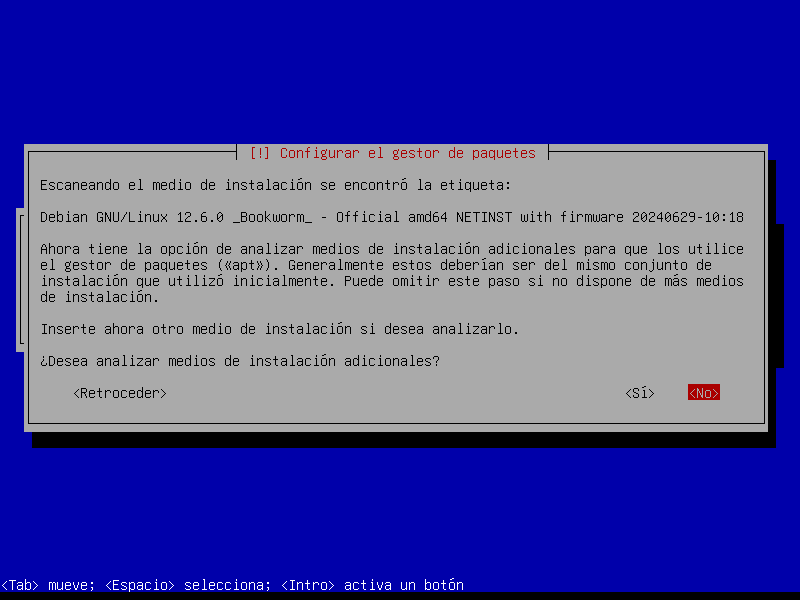 [!] Configurar el gestor de paquetes
Escaneando el medio de instalación se encontró la etiqueta:
Debian GNU/Linux 12.6.0 _Bookworm_ - Official amd64 NETINST with firmware 20240629-10:18
Ahora tiene la opción de analizar medios de instalación adicionales para que los utilice
el gestor de paquetes («apt»). Generalmente estos deberían ser del mismo conjunto de
instalación que utilizó inicialmente. Puede omitir este paso si no dispone de más medios
de instalación.
Inserte ahora otro medio de instalación si desea analizarlo.
¿Desea analizar medios de instalación adicionales?
<Retroceder> <Sí> <No>
<Tab> mueve; <Espacio> selecciona; <Intro> activa un botón